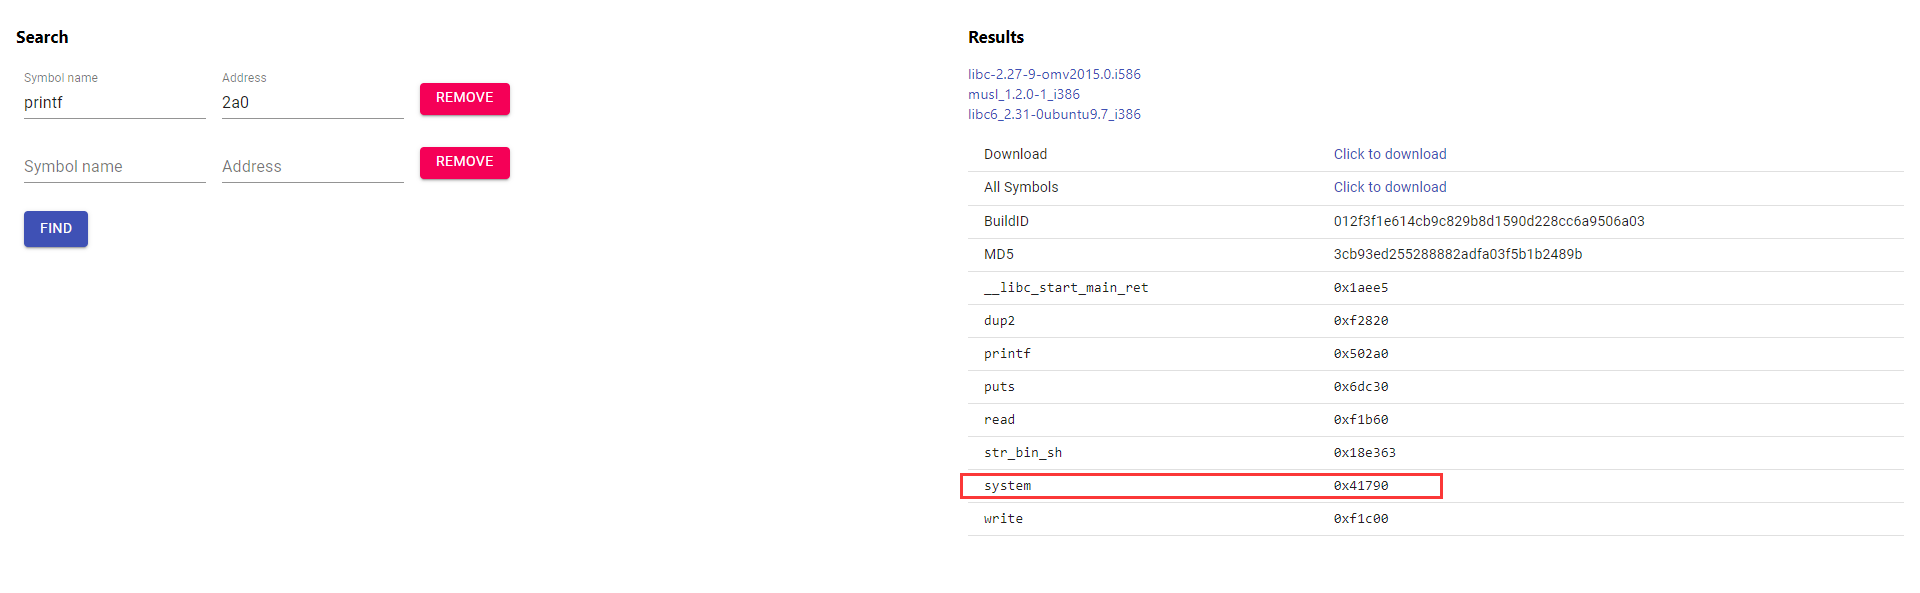 Search
Symbol name
Address
printf
2a0
REMOVE
Symbol name
Address
REMOVE
FIND
Results
libc-2.27-9-omv2015.0.i586
musl_1.2.0-1_i386
libc6_2.31-0ubuntu9.7_i386
Download Click to download
All Symbols Click to download
BuildID 012f3f1e614cb9c829b8d1590d228cc6a9506a03
MD5 3cb93ed255288882adfa03f5b1b2489b
__libc_start_main_ret 0x1aee5
dup2 0xf2820
printf 0x502a0
puts 0x6dc30
read 0xf1b60
str_bin_sh 0x18e363
system 0x41790
write 0xf1c00